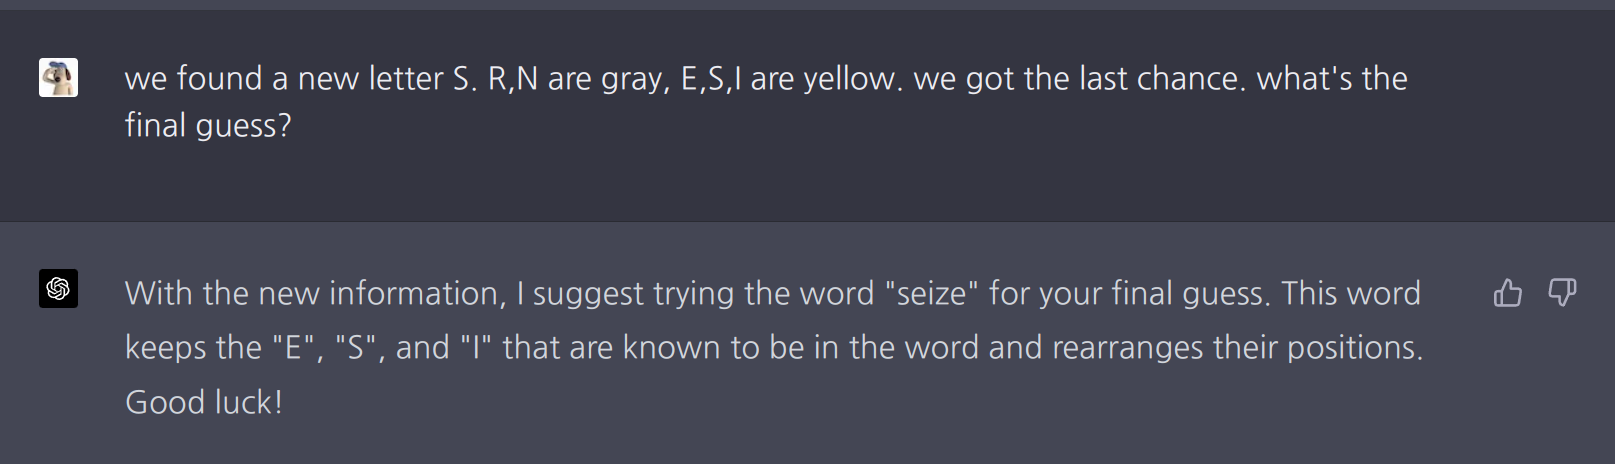 we found a new letter S. R,N are gray, E,S,I are yellow. we got the last chance. what's the
final guess?
With the new information, I suggest trying the word "seize" for your final guess. This word
keeps the "E", "S", and "I" that are known to be in the word and rearranges their positions.
Good luck!